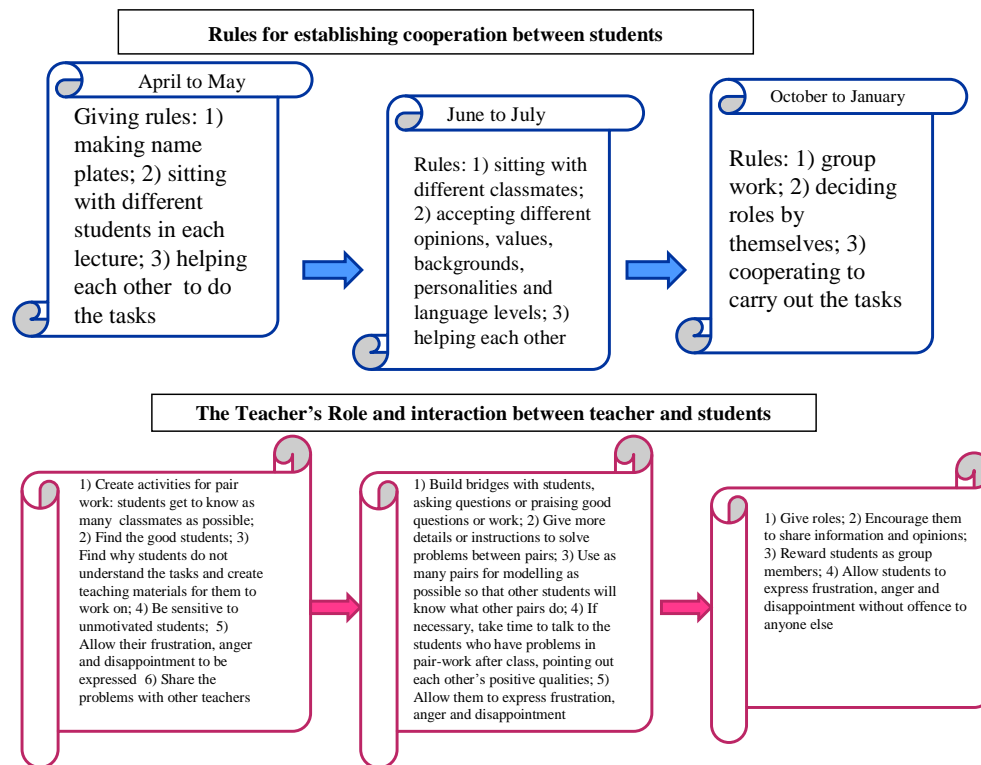 Rules for establishing cooperation between students
April to May
Giving rules: 1)
making name
plates; 2) sitting
with different
students in each
lecture; 3) helping
each other  to do
the tasks
June to July
Rules: 1) sitting with
different classmates;
2) accepting different
opinions, values,
backgrounds,
personalities and
language levels; 3)
helping each other
October to January
Rules: 1) group
work; 2) deciding
roles by
themselves; 3)
cooperating to
carry out the tasks
The Teacher's Role and interaction between teacher and students
1) Create activities for pair
work: students get to know as
many  classmates as possible;
2) Find the good students; 3)
Find why students do not
understand the tasks and create
teaching materials for them to
work on; 4) Be sensitive to
unmotivated students;  5)
Allow their frustration, anger
and disappointment to be
expressed  6) Share the
problems with other teachers
1) Build bridges with students,
asking questions or praising good
questions or work; 2) Give more
details or instructions to solve
problems between pairs; 3) Use as
many pairs for modelling as
possible so that other students will
know what other pairs do; 4) If
necessary, take time to talk to the
students who have problems in
pair-work after class, pointing out
each other's positive qualities; 5)
Allow them to express frustration,
anger and disappointment
1) Give roles; 2) Encourage them
to share information and opinions;
3) Reward students as group
members; 4) Allow students to
express frustration, anger and
disappointment without offence to
anyone else